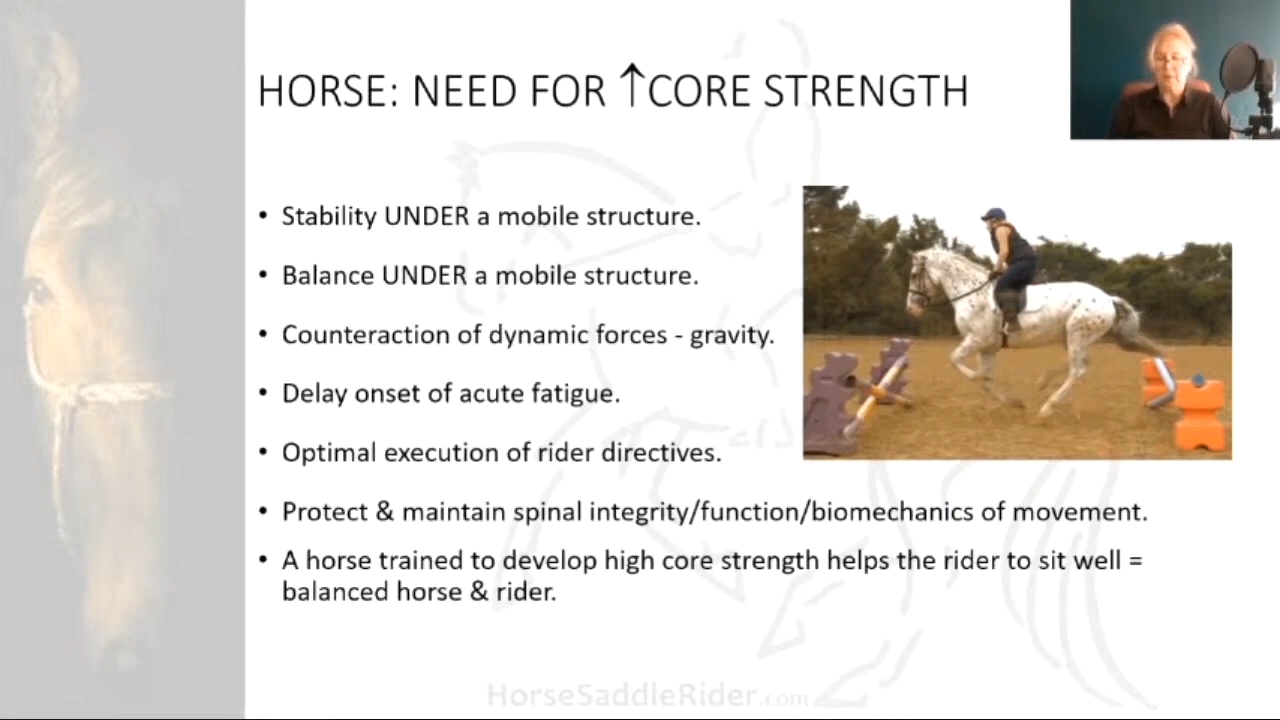 HORSE: NEED FOR ↑CORE STRENGTH
• Stability UNDER a mobile structure.
• Balance UNDER a mobile structure.
• Counteraction of dynamic forces - gravity.
• Delay onset of acute fatigue.
• Optimal execution of rider directives.
• Protect & maintain spinal integrity/function/biomechanics of movement.
• A horse trained to develop high core strength helps the rider to sit well =
balanced horse & rider.
HorseSaddleRider.com